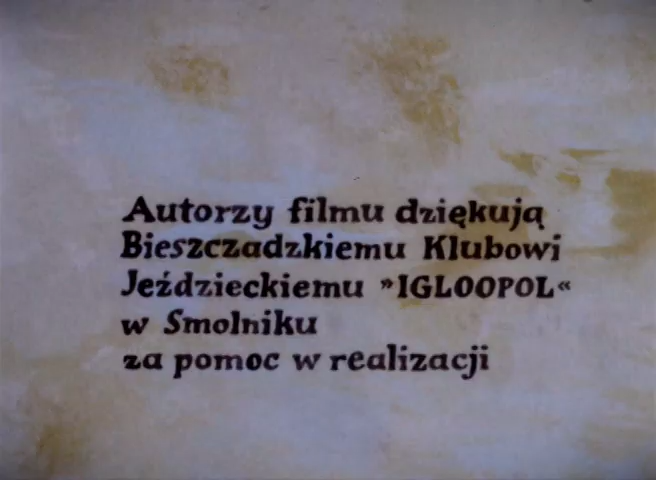 Autorzy filmu dziękują
Bieszczadzkiemu Klubowi
Jeździeckiemu »IGLOOPOL«
w Smolniku
za pomoc w realizacji